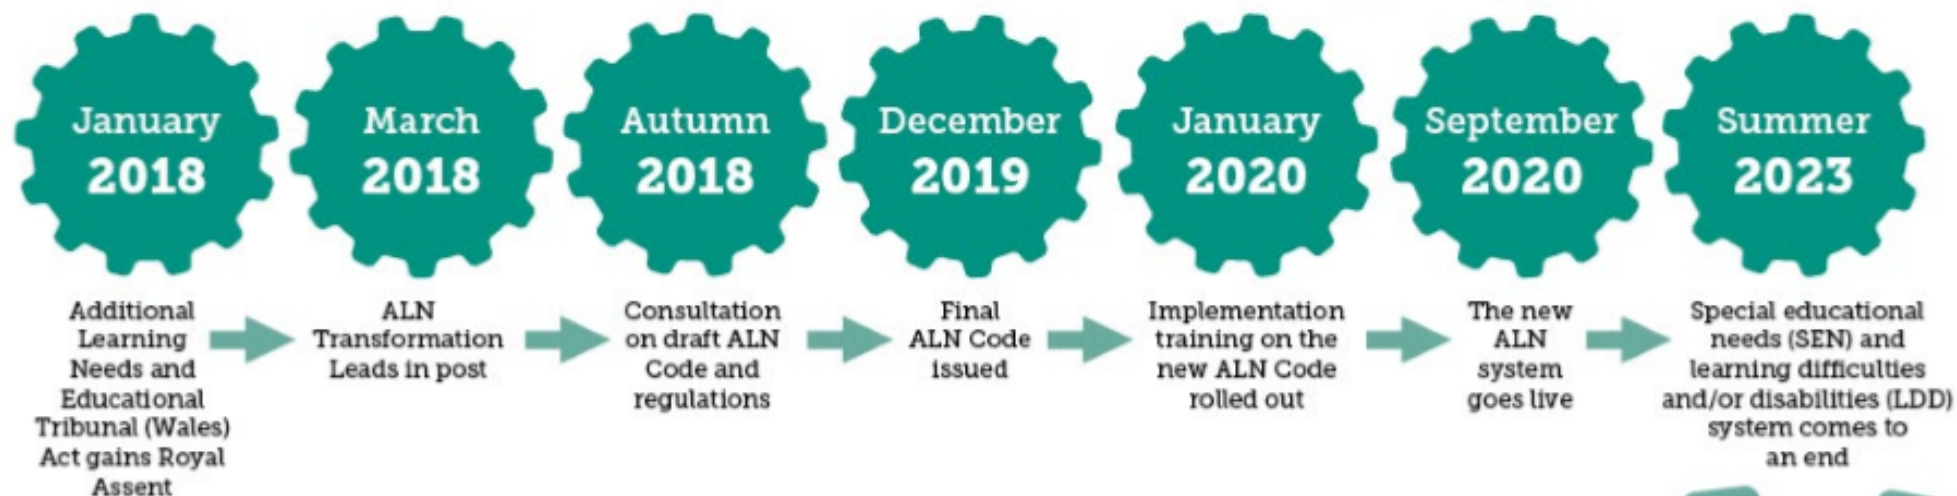 January
2018
Additional
Learning
Needs and
Educational
Tribunal (Wales)
Act gains Royal
Assent
March
2018
ALN
Transformation
Leads in post
Autumn
2018
Consultation
on draft ALN
Code and
regulations
December
2019
Final
ALN Code
issued
January
2020
Implementation
training on the
new ALN Code
rolled out
September
2020
The new
ALN
system
goes live
Summer
2023
Special educational
needs (SEN) and
learning difficulties
and/or disabilities (LDD)
system comes to
an end